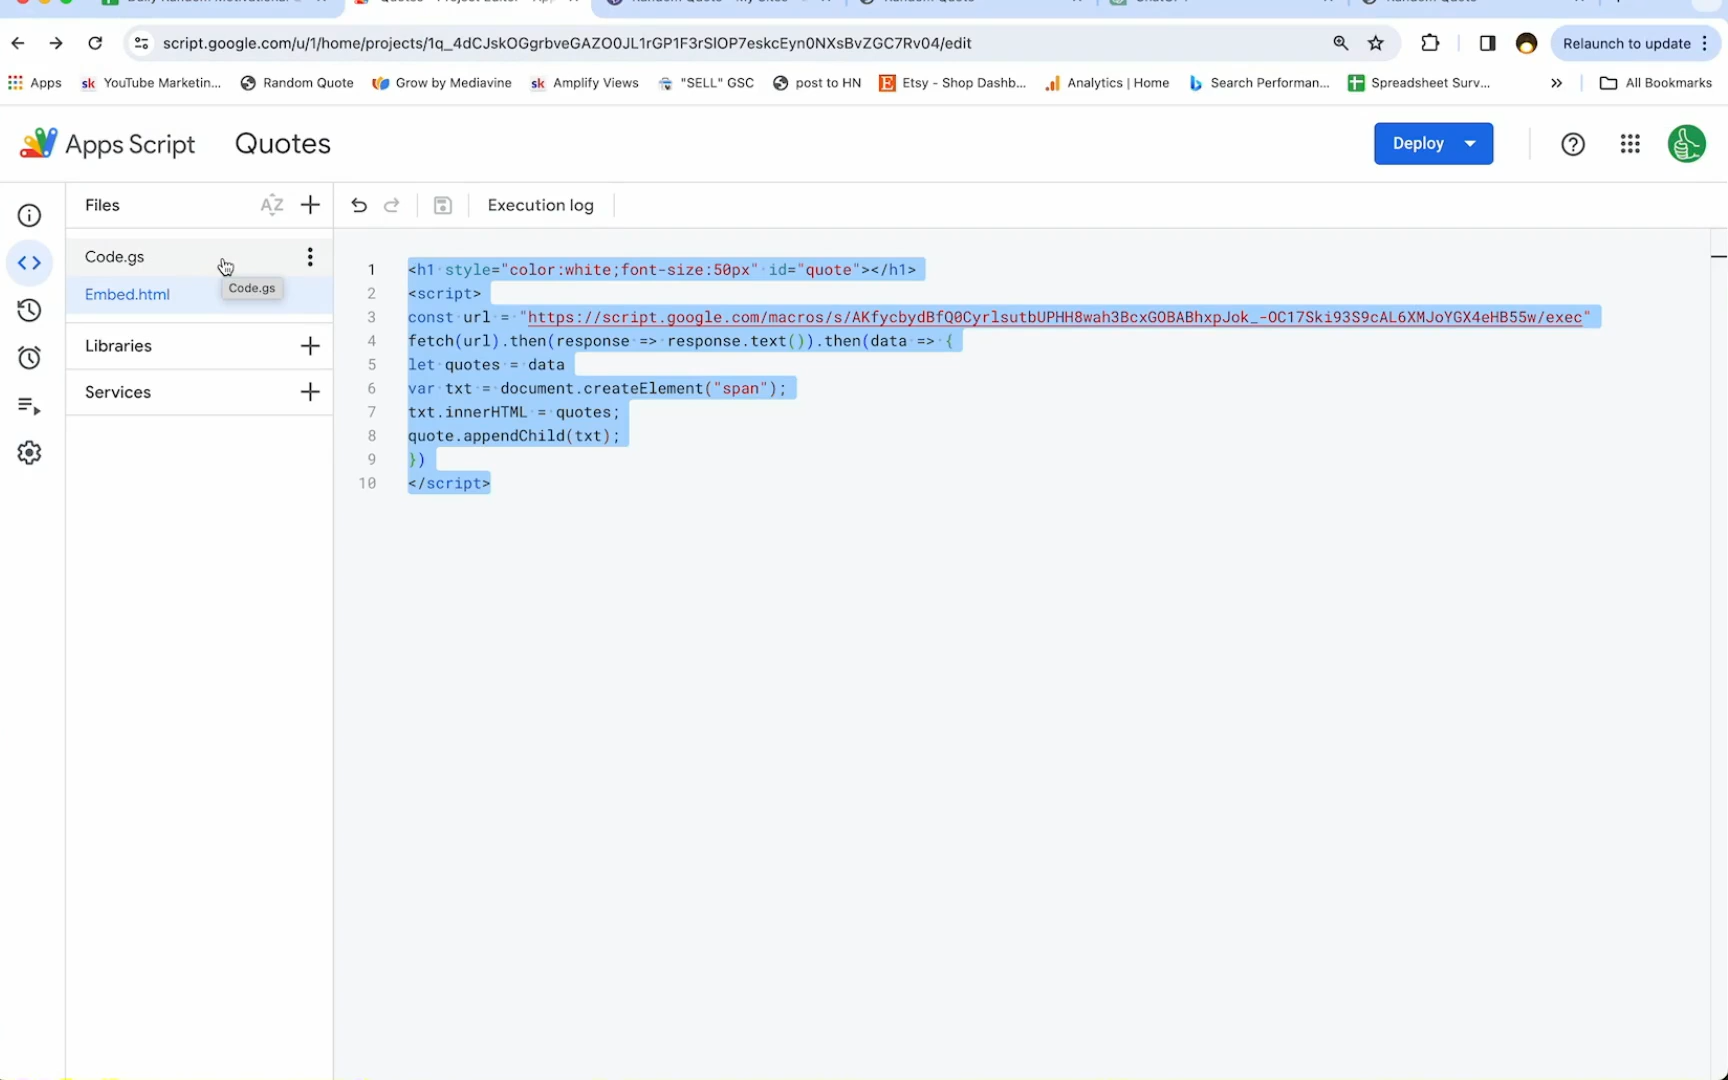 script.google.com/u/1/home/projects/1q_4dCJskOGgrbveGAZO0JL1rGP1F3rSIOP7eskcEyn0NXsBvZGC7Rv04/edit
Relaunch to update
Apps
YouTube Marketin...
Random Quote
Grow by Mediavine
Amplify Views
"SELL" GSC
post to HN
Etsy - Shop Dashb...
Analytics | Home
Search Performan...
Spreadsheet Surv...
All Bookmarks
Apps Script
Quotes
Deploy
Files
AZ
Execution log
Code.gs
Code.gs
Embed.html
Libraries
Services
1 <h1 style="color:white;font-size:50px" id="quote"></h1>
2 <script>
3 const url = "https://script.google.com/macros/s/AKfycbydBfQ0CyrlsutbUPHH8wah3BcxGOBABhxpJok_-OC17Ski93S9cAL6XMJoYGX4eHB55w/exec"
4 fetch(url).then(response => response.text()).then(data => {
5 let quotes = data
6 var txt = document.createElement("span");
7 txt.innerHTML = quotes;
8 quote.appendChild(txt);
9 })
10 </script>